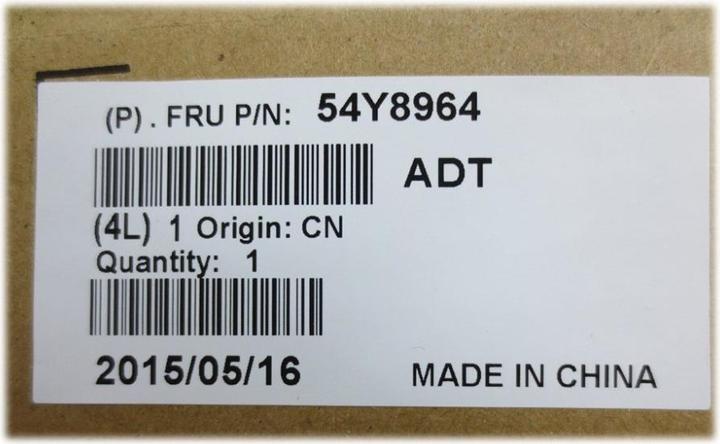 (P) . FRU P/N: 54Y8964
ADT
(4L) 1 Origin: CN
Quantity: 1
2015/05/16 MADE IN CHINA